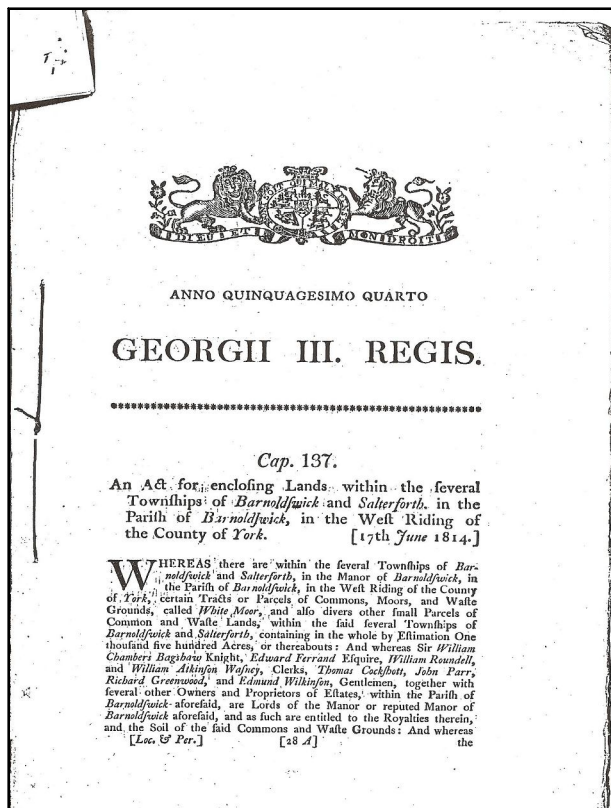 DIEU ET MON DROIT
ANNO QUINQUAGESIMO QUARTO
GEORGII III. REGIS.
Cap. 137.
An Act for encloſing Lands within the ſeveral
Townſhips of Barnoldſwick and Salterforth in the
Pariſh of Barnoldſwick, in the Weſt Riding of
the County of York. [17th June 1814.]
WHEREAS there are within the ſeveral Townſhips of Bar-
noldſwick and Salterforth, in the Manor of Barnoldſwick, in
the Pariſh of Barnoldſwick, in the Weſt Riding of the County
of York, certain Tracts or Parcels of Commons, Moors, and Waſte
Grounds, called White Moor, and alſo divers other ſmall Parcels of
Common and Waſte Lands, within the ſaid ſeveral Townſhips of
Barnoldſwick and Salterforth, containing in the whole by Eſtimation One
thouſand five hundred Acres, or thereabouts: And whereas Sir William
Chambers Bagſhaw Knight, Edward Ferrand Eſquire, William Roundell,
and William Atkinſon Waſney, Clerks, Thomas Cockſhott, John Parr,
Richard Greenwood, and Edmund Wilkinſon, Gentlemen, together with
ſeveral other Owners and Proprietors of Eſtates, within the Pariſh of
Barnoldſwick aforeſaid, are Lords of the Manor or reputed Manor of
Barnoldſwick aforeſaid, and as ſuch are entitled to the Royalties therein,
and the Soil of the ſaid Commons and Waſte Grounds: And whereas
[Loc. & Per.] [28 A] the